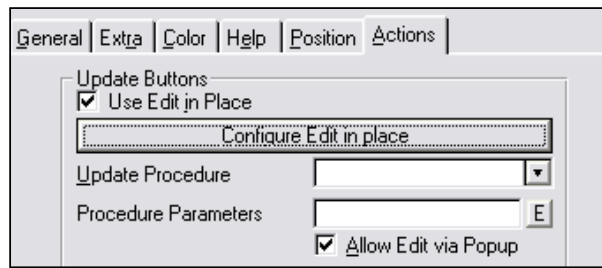 General Extra Color Help Position Actions
Update Buttons
Use Edit in Place
Configure Edit in place
Update Procedure
Procedure Parameters E
Allow Edit via Popup